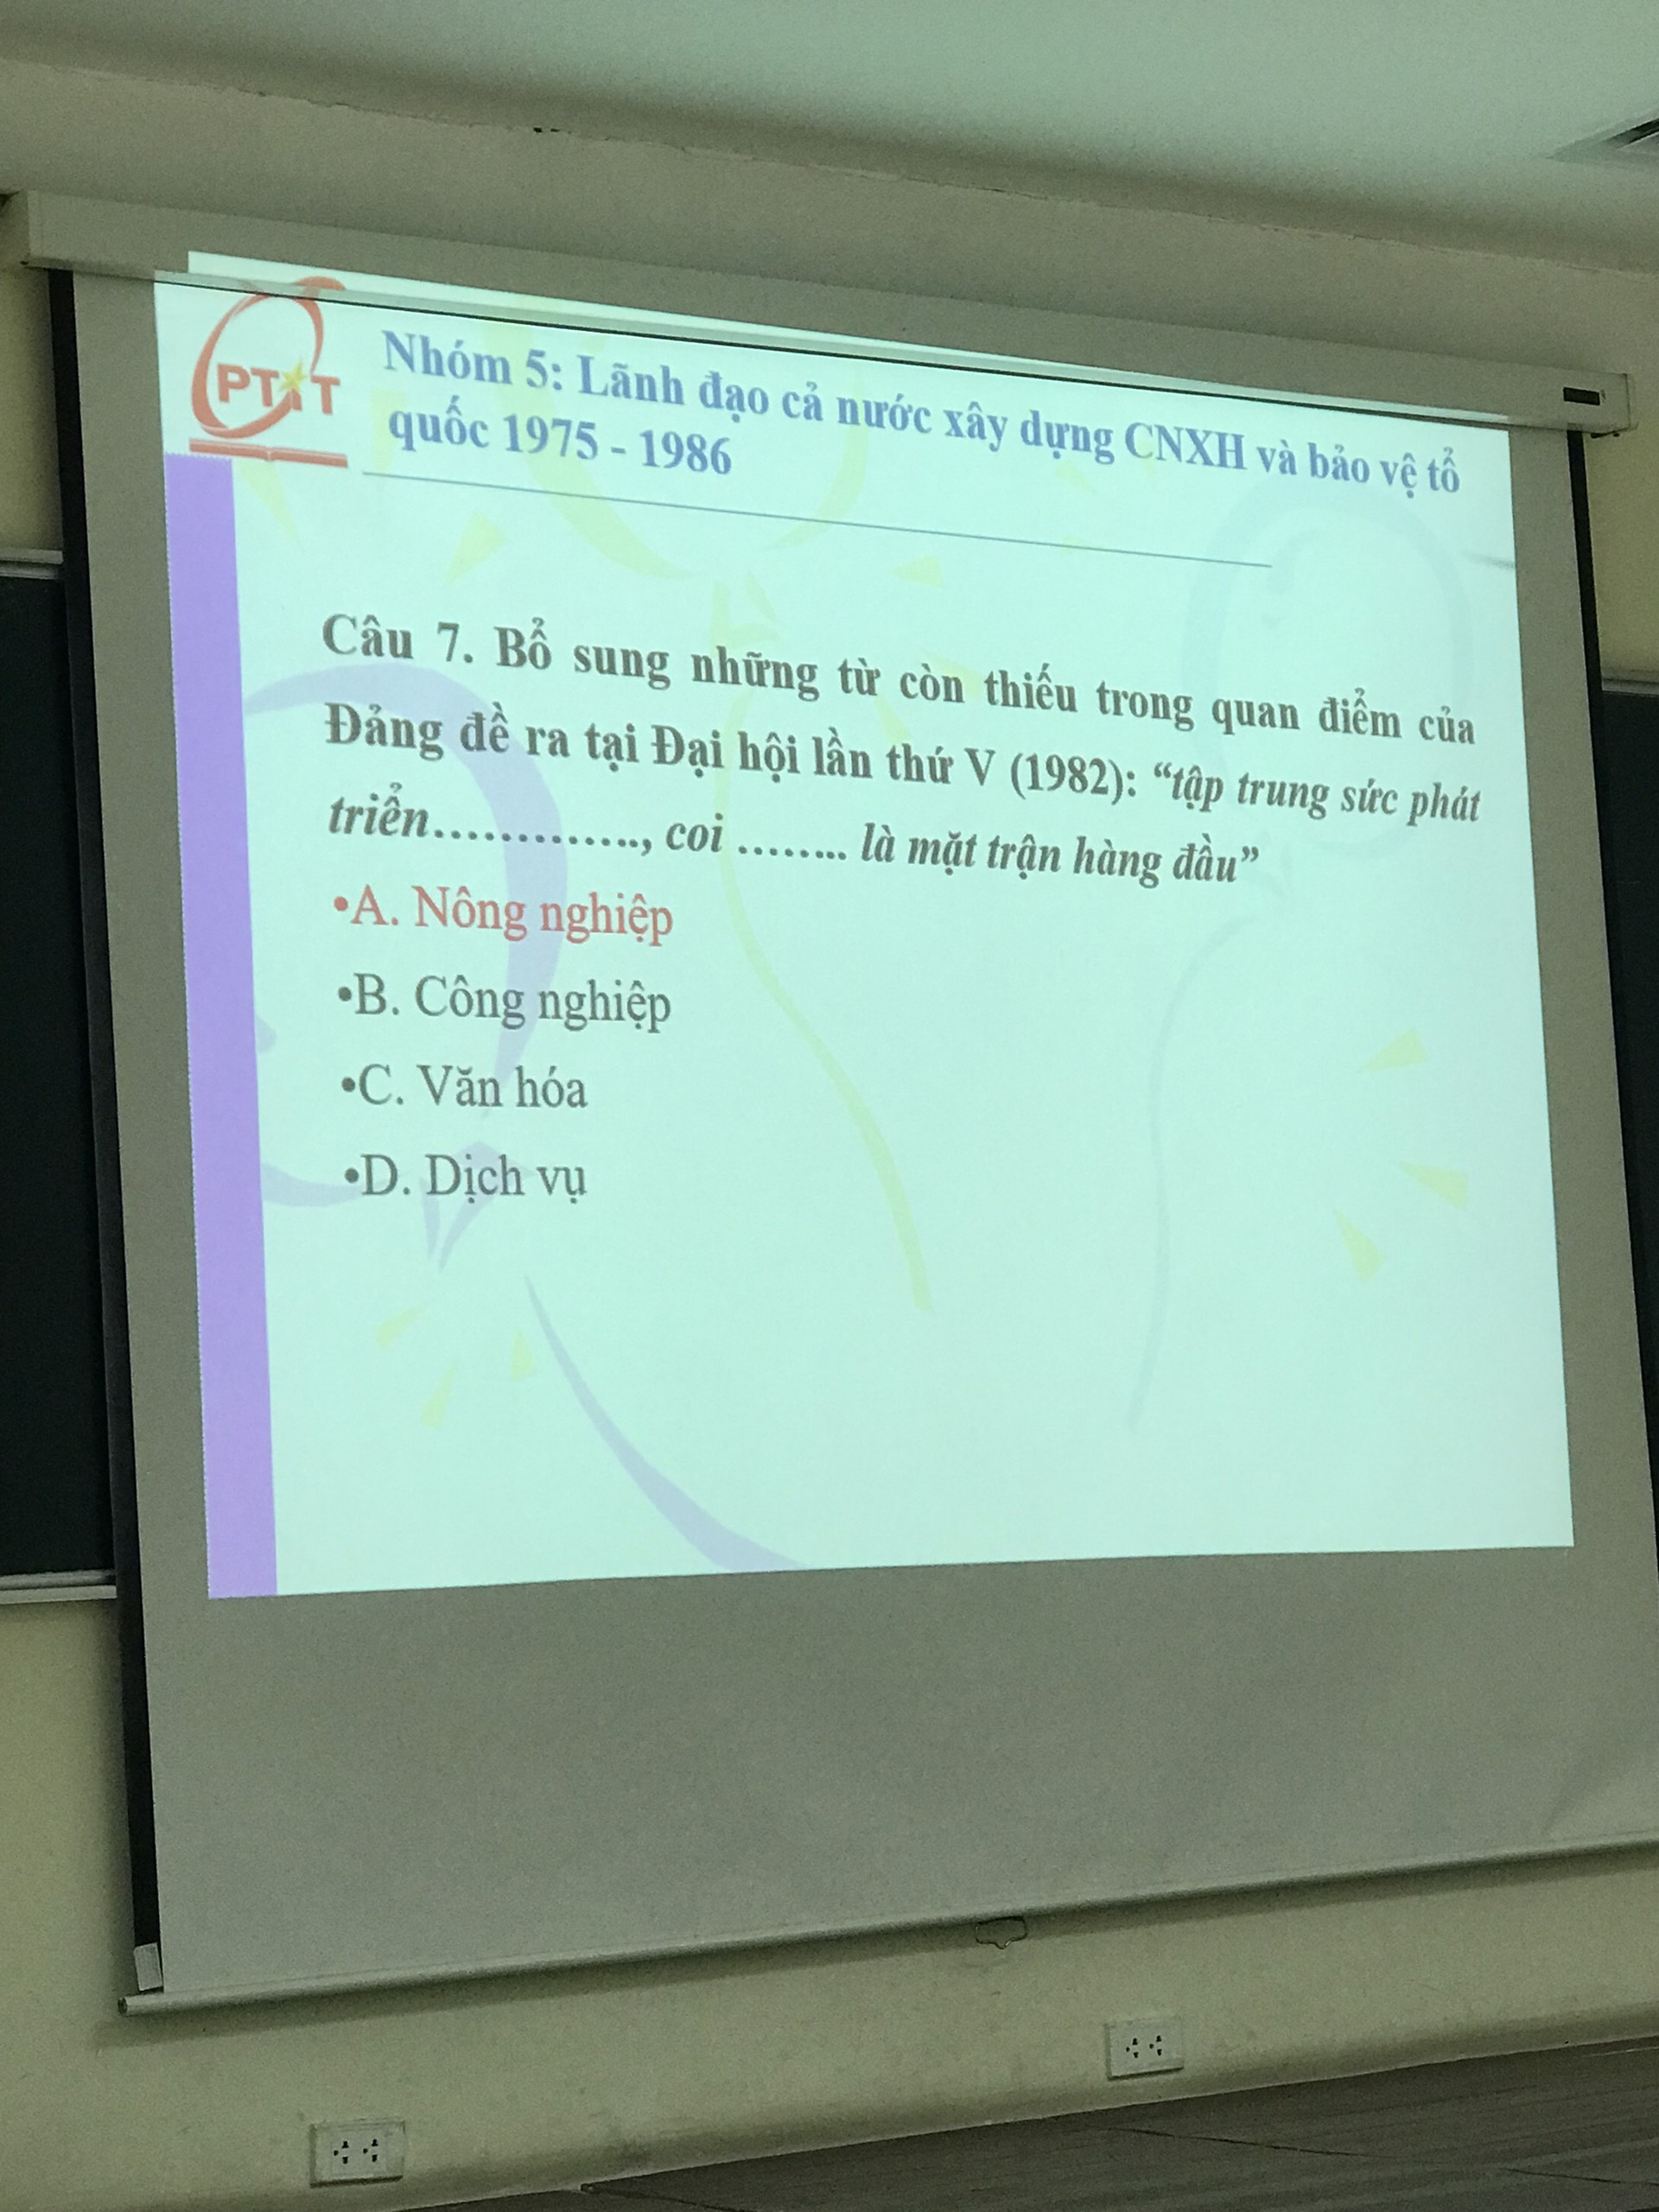 PTIT
Nhóm 5: Lãnh đạo cả nước xây dựng CNXH và bảo vệ tổ
quốc 1975 - 1986
Câu 7. Bổ sung những từ còn thiếu trong quan điểm của
Đảng đề ra tại Đại hội lần thứ V (1982): “tập trung sức phát
triển............., coi ........ là mặt trận hàng đầu”
•A. Nông nghiệp
•B. Công nghiệp
•C. Văn hóa
•D. Dịch vụ